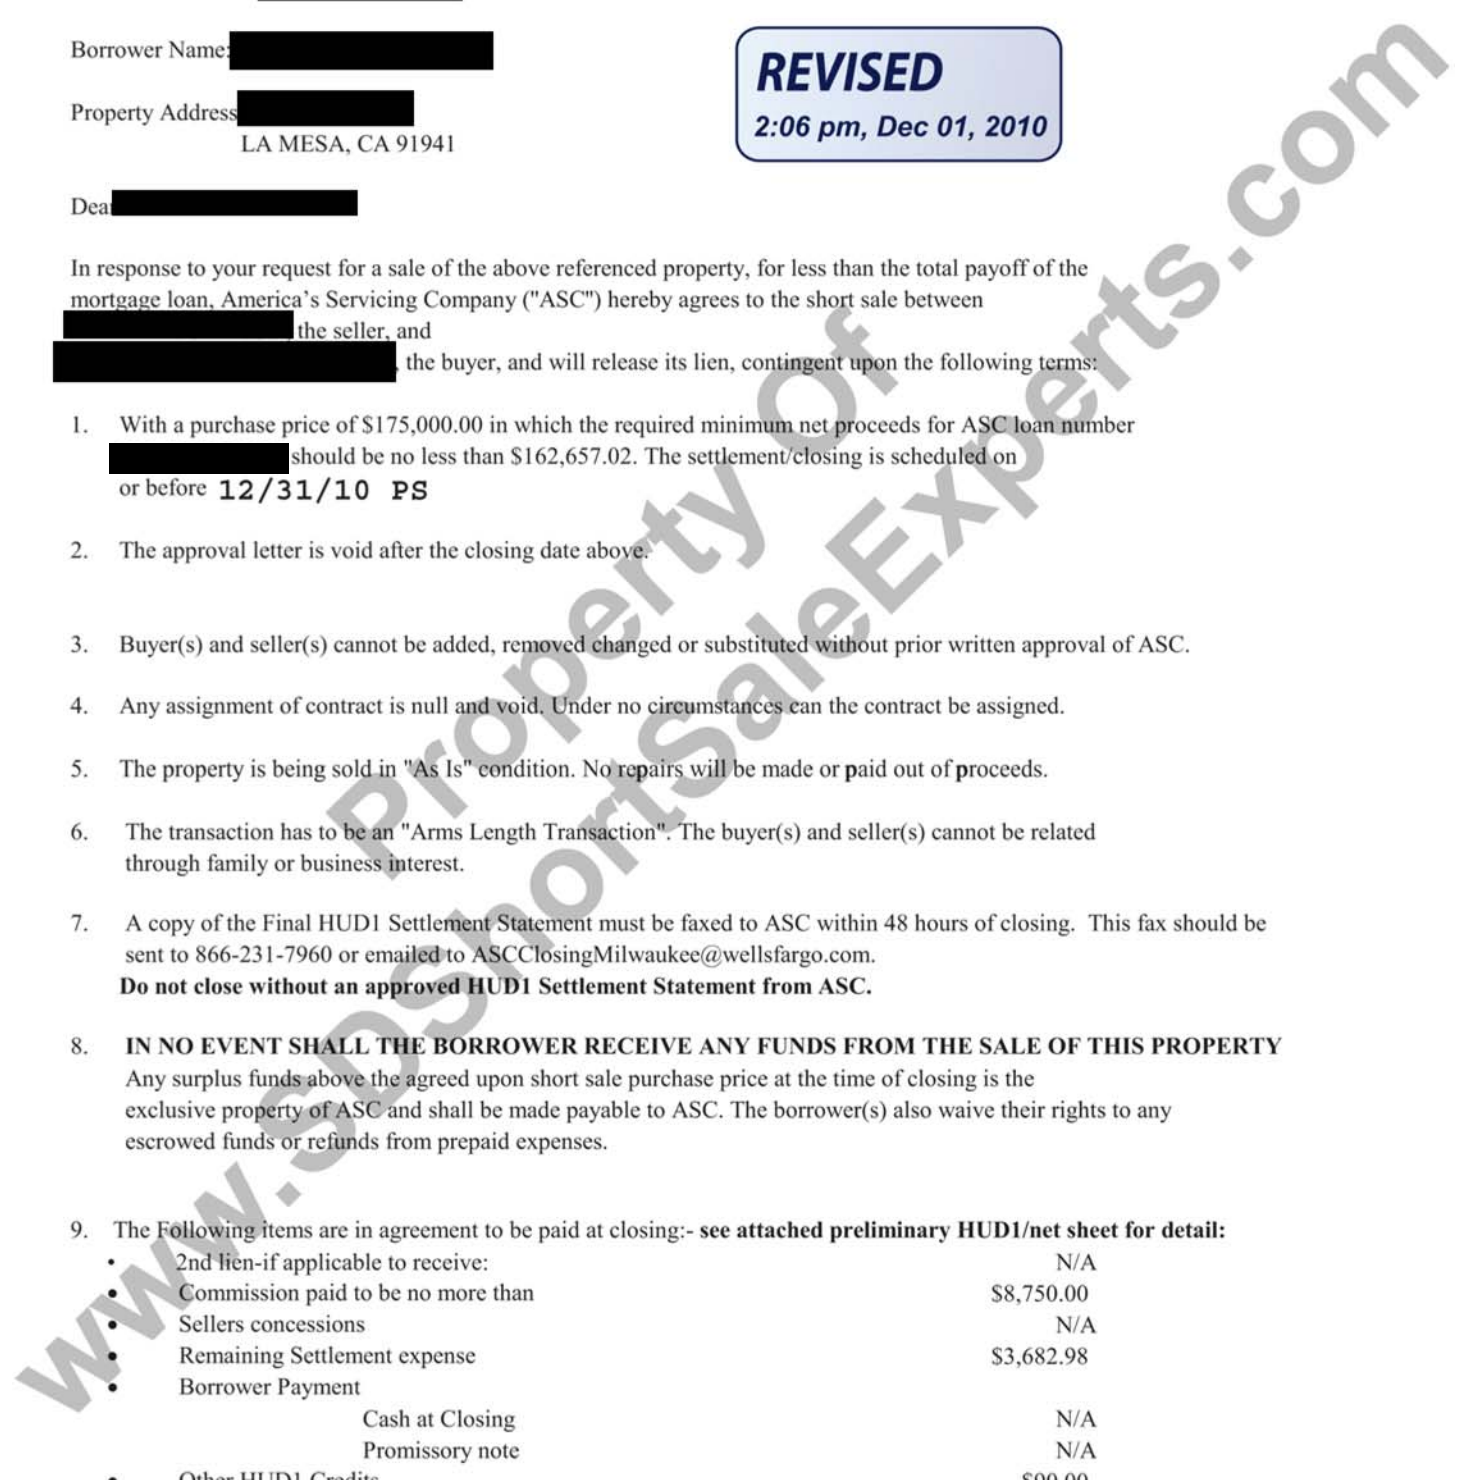 Borrower Name:
REVISED
2:06 pm, Dec 01, 2010
Property Address
LA MESA, CA 91941
Dear
In response to your request for a sale of the above referenced property, for less than the total payoff of the
mortgage loan, America's Servicing Company ("ASC") hereby agrees to the short sale between
the seller, and
, the buyer, and will release its lien, contingent upon the following terms:
1. With a purchase price of $175,000.00 in which the required minimum net proceeds for ASC loan number
should be no less than $162,657.02. The settlement/closing is scheduled on
or before 12/31/10 PS
2. The approval letter is void after the closing date above.
3. Buyer(s) and seller(s) cannot be added, removed changed or substituted without prior written approval of ASC.
4. Any assignment of contract is null and void. Under no circumstances can the contract be assigned.
5. The property is being sold in "As Is" condition. No repairs will be made or paid out of proceeds.
6. The transaction has to be an "Arms Length Transaction". The buyer(s) and seller(s) cannot be related
through family or business interest.
7. A copy of the Final HUD1 Settlement Statement must be faxed to ASC within 48 hours of closing. This fax should be
sent to 866-231-7960 or emailed to ASCClosingMilwaukee@wellsfargo.com.
Do not close without an approved HUD1 Settlement Statement from ASC.
8. IN NO EVENT SHALL THE BORROWER RECEIVE ANY FUNDS FROM THE SALE OF THIS PROPERTY
Any surplus funds above the agreed upon short sale purchase price at the time of closing is the
exclusive property of ASC and shall be made payable to ASC. The borrower(s) also waive their rights to any
escrowed funds or refunds from prepaid expenses.
9. The Following items are in agreement to be paid at closing:- see attached preliminary HUD1/net sheet for detail:
• 2nd lien-if applicable to receive: N/A
• Commission paid to be no more than $8,750.00
• Sellers concessions N/A
• Remaining Settlement expense $3,682.98
• Borrower Payment
Cash at Closing N/A
Promissory note N/A
• Other HUD1 Credits $90.00
Property Of
www.SDShortSaleExperts.com